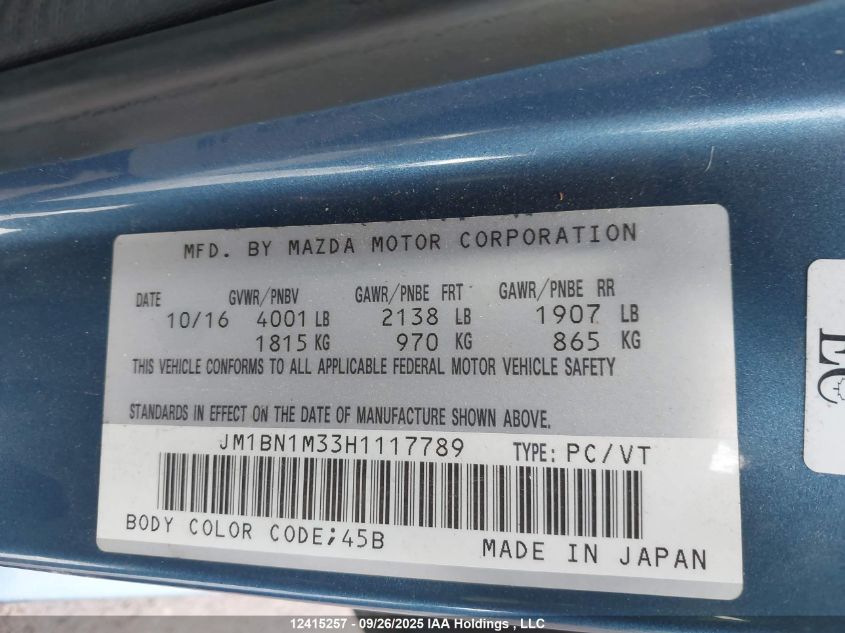 MFD. BY MAZDA MOTOR CORPORATION
DATE GVWR/PNBV GAWR/PNBE FRT GAWR/PNBE RR
10/16 4001 LB 2138 LB 1907 LB
1815 KG 970 KG 865 KG
THIS VEHICLE CONFORMS TO ALL APPLICABLE FEDERAL MOTOR VEHICLE SAFETY
STANDARDS IN EFFECT ON THE DATE OF MANUFACTURE SHOWN ABOVE.
JM1BN1M33H1117789 TYPE: PC/VT
BODY COLOR CODE;45B
MADE IN JAPAN
12415257 - 09/26/2025 IAA Holdings , LLC